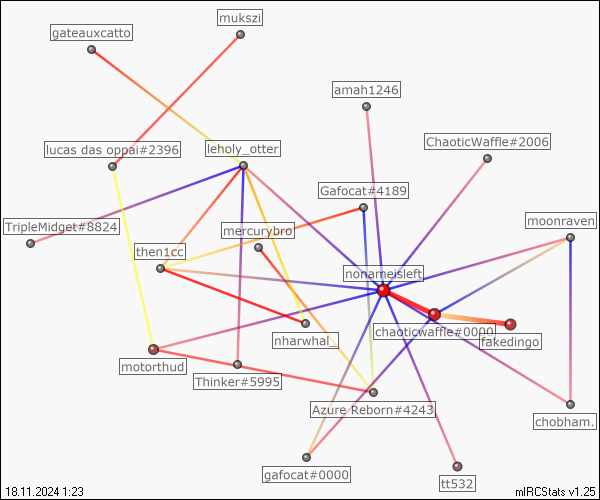 mukszi
gateauxcatto
amah1246
ChaoticWaffle#2006
lucas das oppai#2396
leholy_otter
Gafocat#4189
TripleMidget#8824
mercurybro
moonraven
then1cc
nonameisleft
chaoticwaffle#0000
fakedingo
nharwhal_
motorthud
Thinker#5995
Azure Reborn#4243
chobham.
gafocat#0000
tt532
18.11.2024 1:23
mIRCStats v1.25